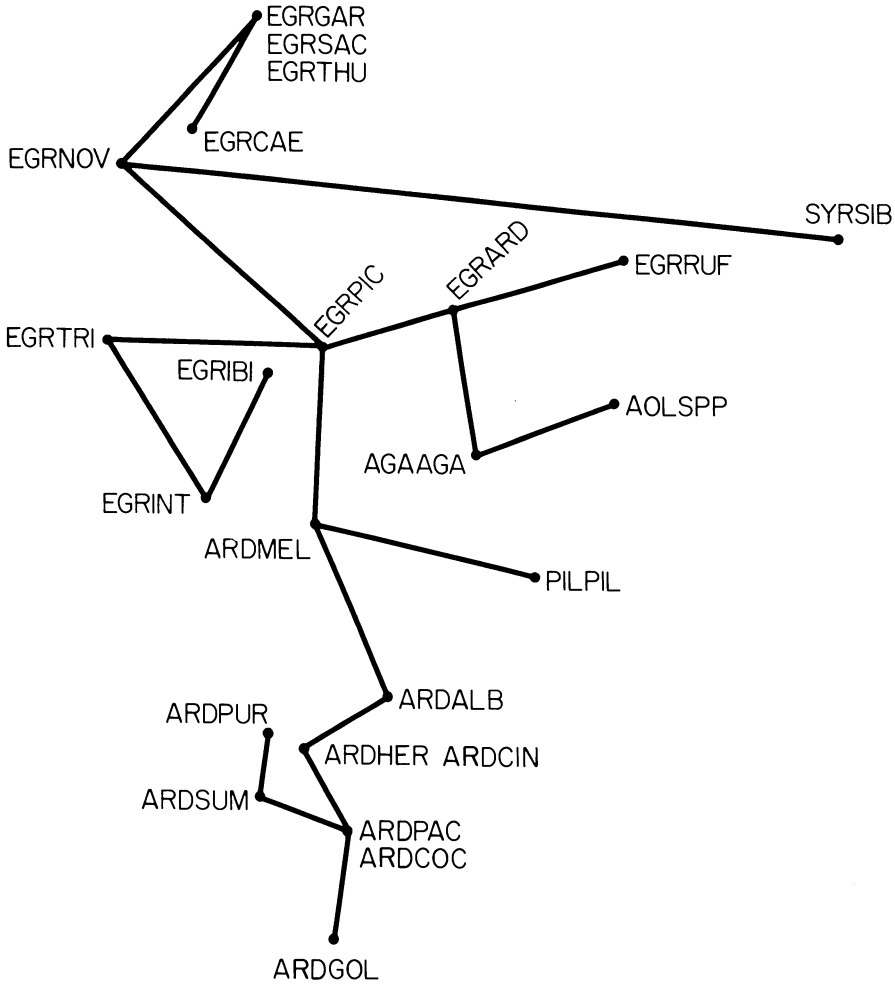 EGRGAR
EGRSAC
EGRTHU
EGRCAE
EGRNOV
SYRSIB
EGRARD
EGRRUF
EGRPIC
EGRTRI
EGRIBI
AOLSPP
AGAAGA
EGRINT
ARDMEL
PILPIL
ARDALB
ARDPUR
ARDHER ARDCIN
ARDSUM
ARDPAC
ARDCOC
ARDGOL